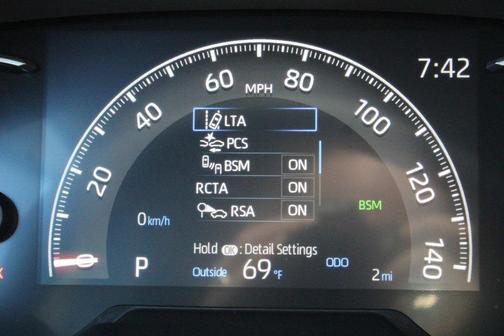 7:42
60 80
MPH
40 100
LTA
PCS
BSM ON
20 120
RCTA ON
RSA ON
BSM
0 km/h
Hold OK : Detail Settings
0 140
P
Outside 69 °F
ODO
2 mi